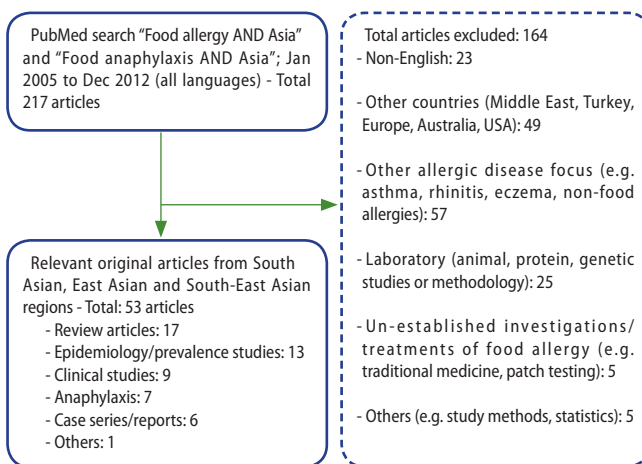 PubMed search “Food allergy AND Asia”
and “Food anaphylaxis AND Asia”; Jan
2005 to Dec 2012 (all languages) - Total
217 articles
Relevant original articles from South
Asian, East Asian and South-East Asian
regions - Total: 53 articles
- Review articles: 17
- Epidemiology/prevalence studies: 13
- Clinical studies: 9
- Anaphylaxis: 7
- Case series/reports: 6
- Others: 1
Total articles excluded: 164
- Non-English: 23
- Other countries (Middle East, Turkey,
Europe, Australia, USA): 49
- Other allergic disease focus (e.g.
asthma, rhinitis, eczema, non-food
allergies): 57
- Laboratory (animal, protein, genetic
studies or methodology): 25
- Un-established investigations/
treatments of food allergy (e.g.
traditional medicine, patch testing): 5
- Others (e.g. study methods, statistics): 5